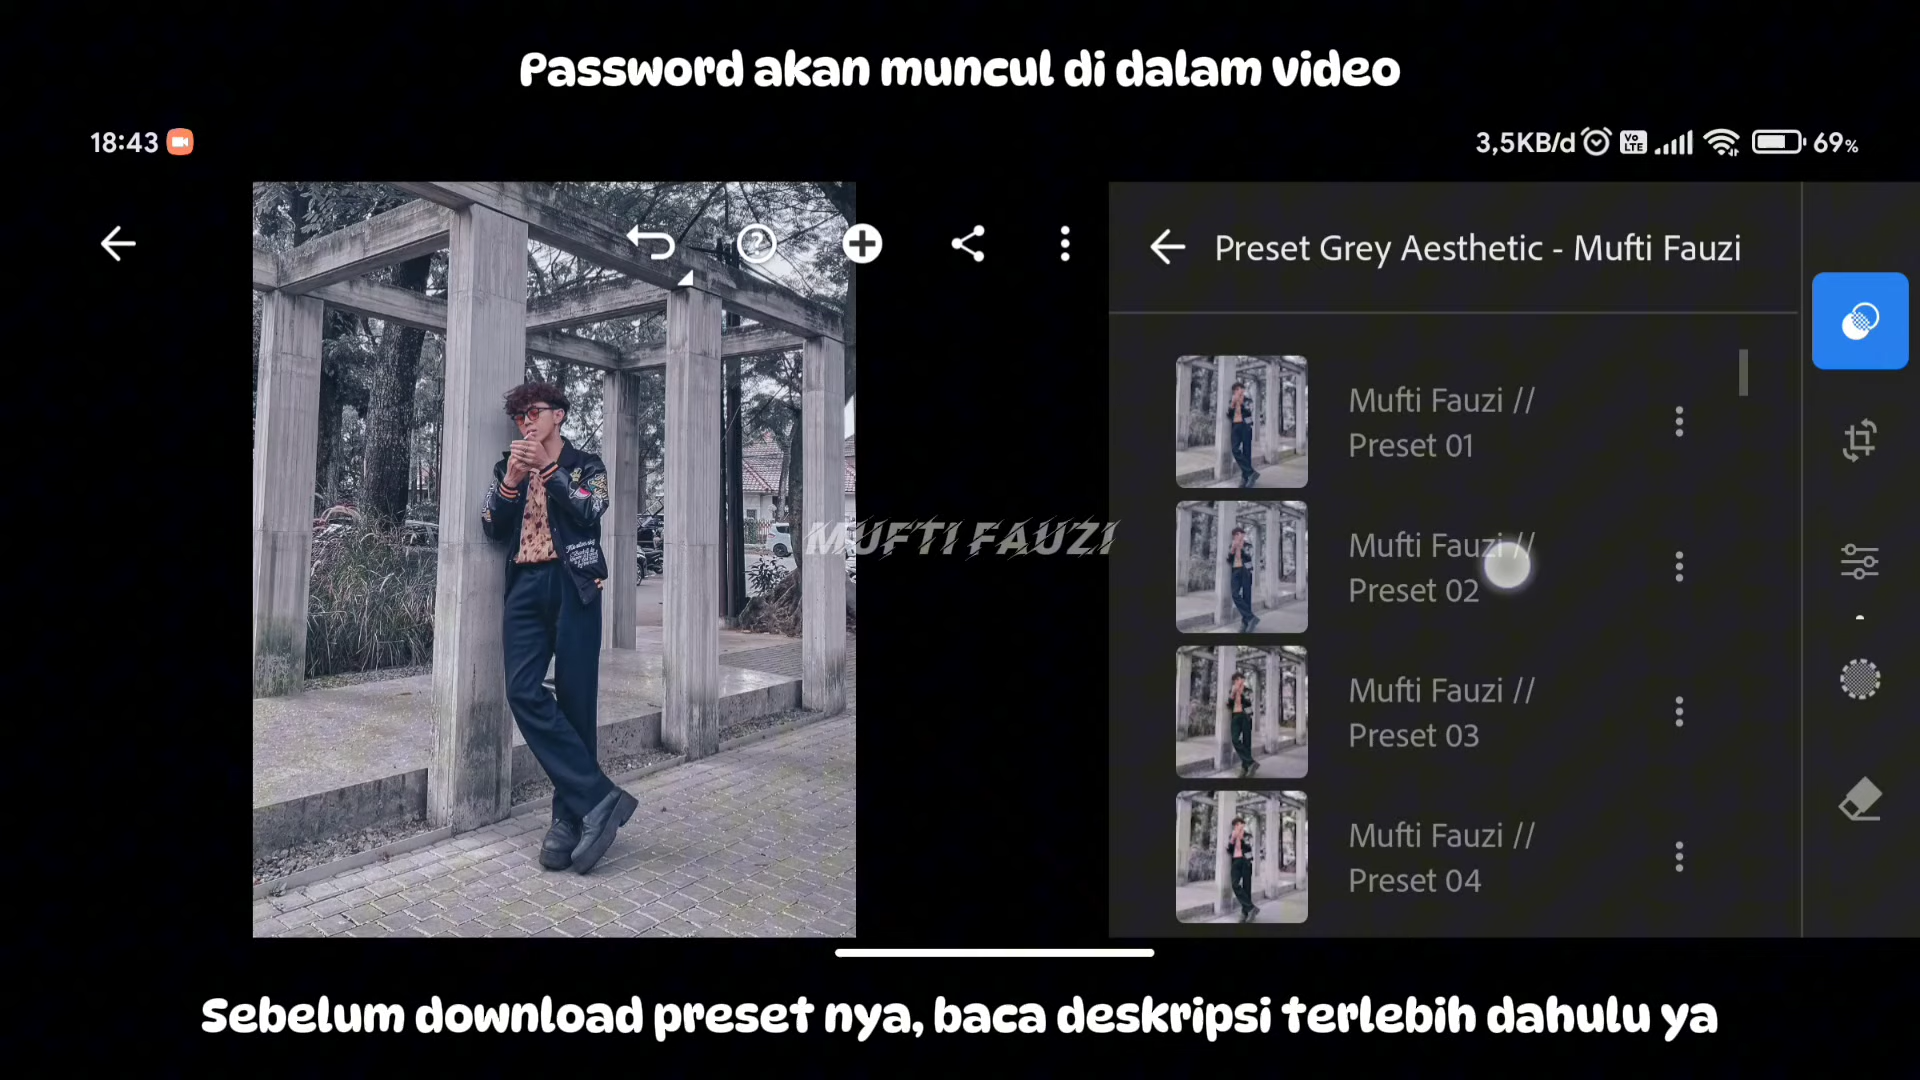 Password akan muncul di dalam video
18:43
3,5KB/d Vo LTE 69%
Preset Grey Aesthetic - Mufti Fauzi
Mufti Fauzi //
Preset 01
Mufti Fauzi //
Preset 02
MUFTI FAUZI
Mufti Fauzi //
Preset 03
Mufti Fauzi //
Preset 04
Sebelum download preset nya, baca deskripsi terlebih dahulu ya